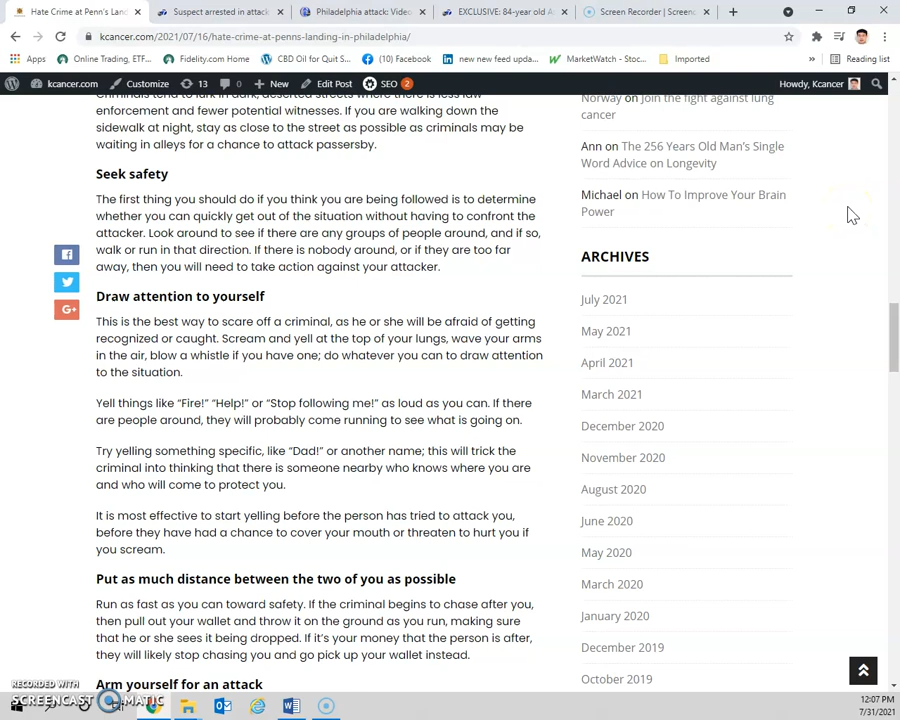 Hate Crime at Penn's Lanc
Suspect arrested in attack
Philadelphia attack: Video
EXCLUSIVE: 84-year old A
Screen Recorder | Screenc
kcancer.com/2021/07/16/hate-crime-at-penns-landing-in-philadelphia/
Apps
Online Trading, ETF...
Fidelity.com Home
CBD Oil for Quit S...
(10) Facebook
new new feed upda...
MarketWatch - Stoc...
Imported
»
Reading list
kcancer.com
Customize
13
0
New
Edit Post
SEO
2
Howdy, Kcancer
enforcement and fewer potential witnesses. If you are walking down the
sidewalk at night, stay as close to the street as possible as criminals may be
waiting in alleys for a chance to attack passersby.
Seek safety
The first thing you should do if you think you are being followed is to determine
whether you can quickly get out of the situation without having to confront the
attacker. Look around to see if there are any groups of people around, and if so,
walk or run in that direction. If there is nobody around, or if they are too far
away, then you will need to take action against your attacker.
Draw attention to yourself
This is the best way to scare off a criminal, as he or she will be afraid of getting
recognized or caught. Scream and yell at the top of your lungs, wave your arms
in the air, blow a whistle if you have one; do whatever you can to draw attention
to the situation.
Yell things like “Fire!” “Help!” or “Stop following me!” as loud as you can. If there
are people around, they will probably come running to see what is going on.
Try yelling something specific, like “Dad!” or another name; this will trick the
criminal into thinking that there is someone nearby who knows where you are
and who will come to protect you.
It is most effective to start yelling before the person has tried to attack you,
before they have had a chance to cover your mouth or threaten to hurt you if
you scream.
Put as much distance between the two of you as possible
Run as fast as you can toward safety. If the criminal begins to chase after you,
then pull out your wallet and throw it on the ground as you run, making sure
that he or she sees it being dropped. If it’s your money that the person is after,
they will likely stop chasing you and go pick up your wallet instead.
Arm yourself for an attack
G+
Norway on Join the fight against lung
cancer
Ann on The 256 Years Old Man’s Single
Word Advice on Longevity
Michael on How To Improve Your Brain
Power
ARCHIVES
July 2021
May 2021
April 2021
March 2021
December 2020
November 2020
August 2020
June 2020
May 2020
March 2020
January 2020
December 2019
October 2019
RECORDED WITH
SCREENCAST MATIC
12:07 PM
7/31/2021